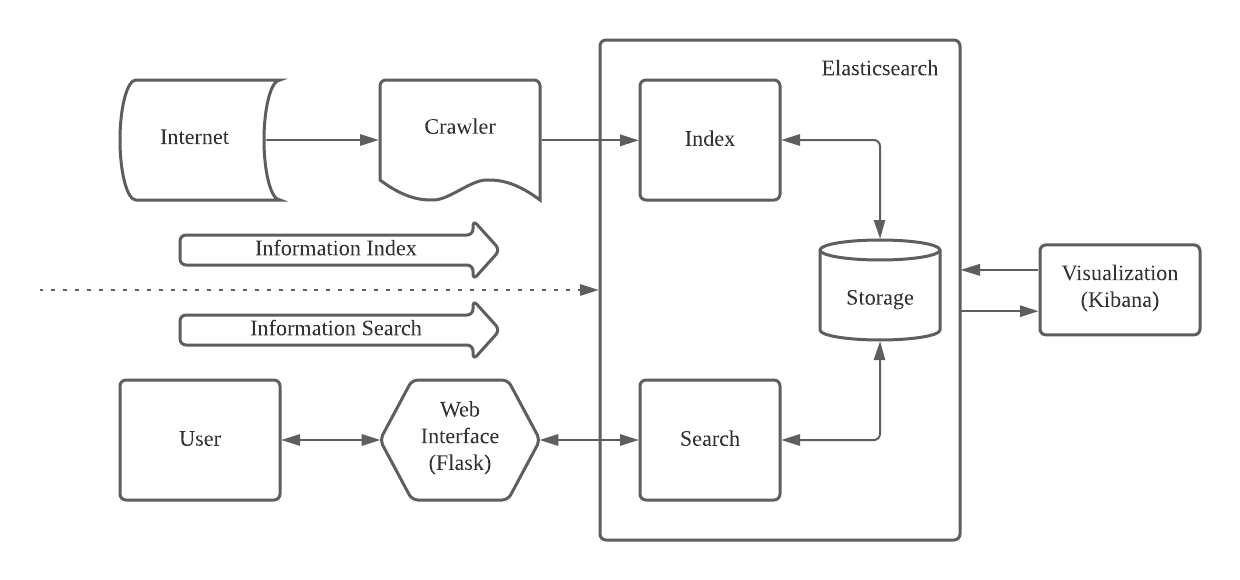 Elasticsearch
Internet
Crawler
Index
Information Index
Information Search
Storage
Visualization
(Kibana)
User
Web
Interface
(Flask)
Search